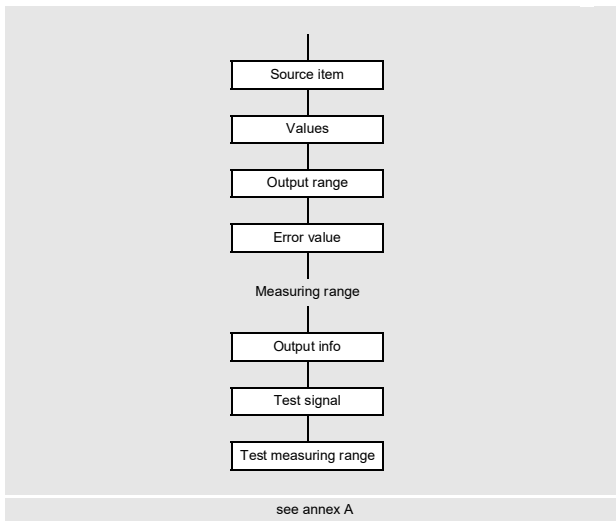 Source item
Values
Output range
Error value
Measuring range
Output info
Test signal
Test measuring range
see annex A